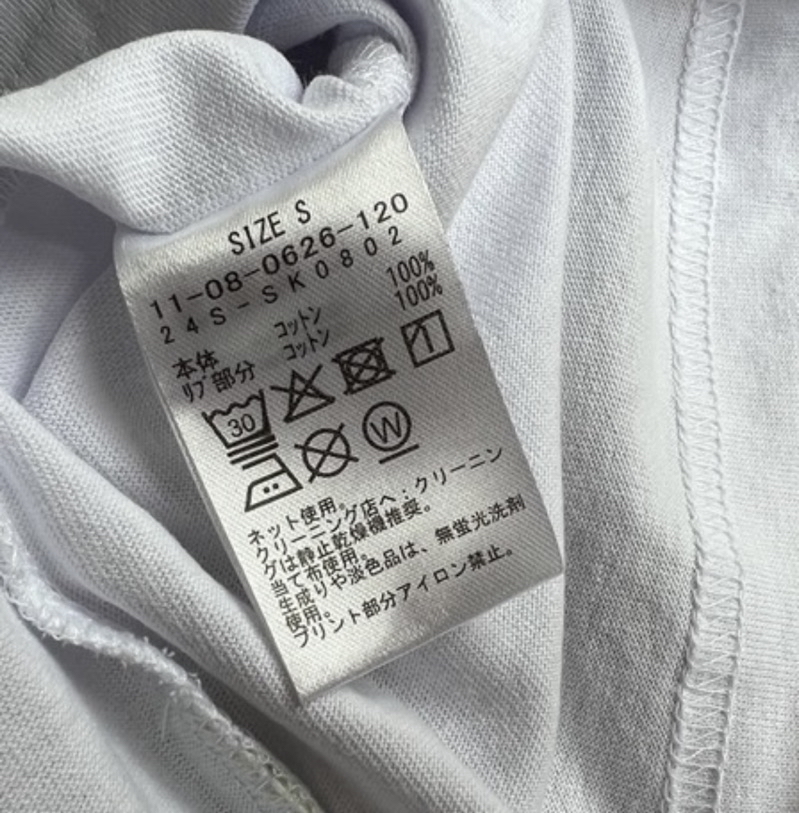 SIZE S
11-08-0626-120
24S-SK0802
本体 コットン 100%
リブ部分 コットン 100%
30
W
ネット使用。
クリーニング店へ：クリーニン
グは静止乾燥機推奨。
当て布使用。
生成りや淡色品は、無蛍光洗剤
使用。
プリント部分アイロン禁止。